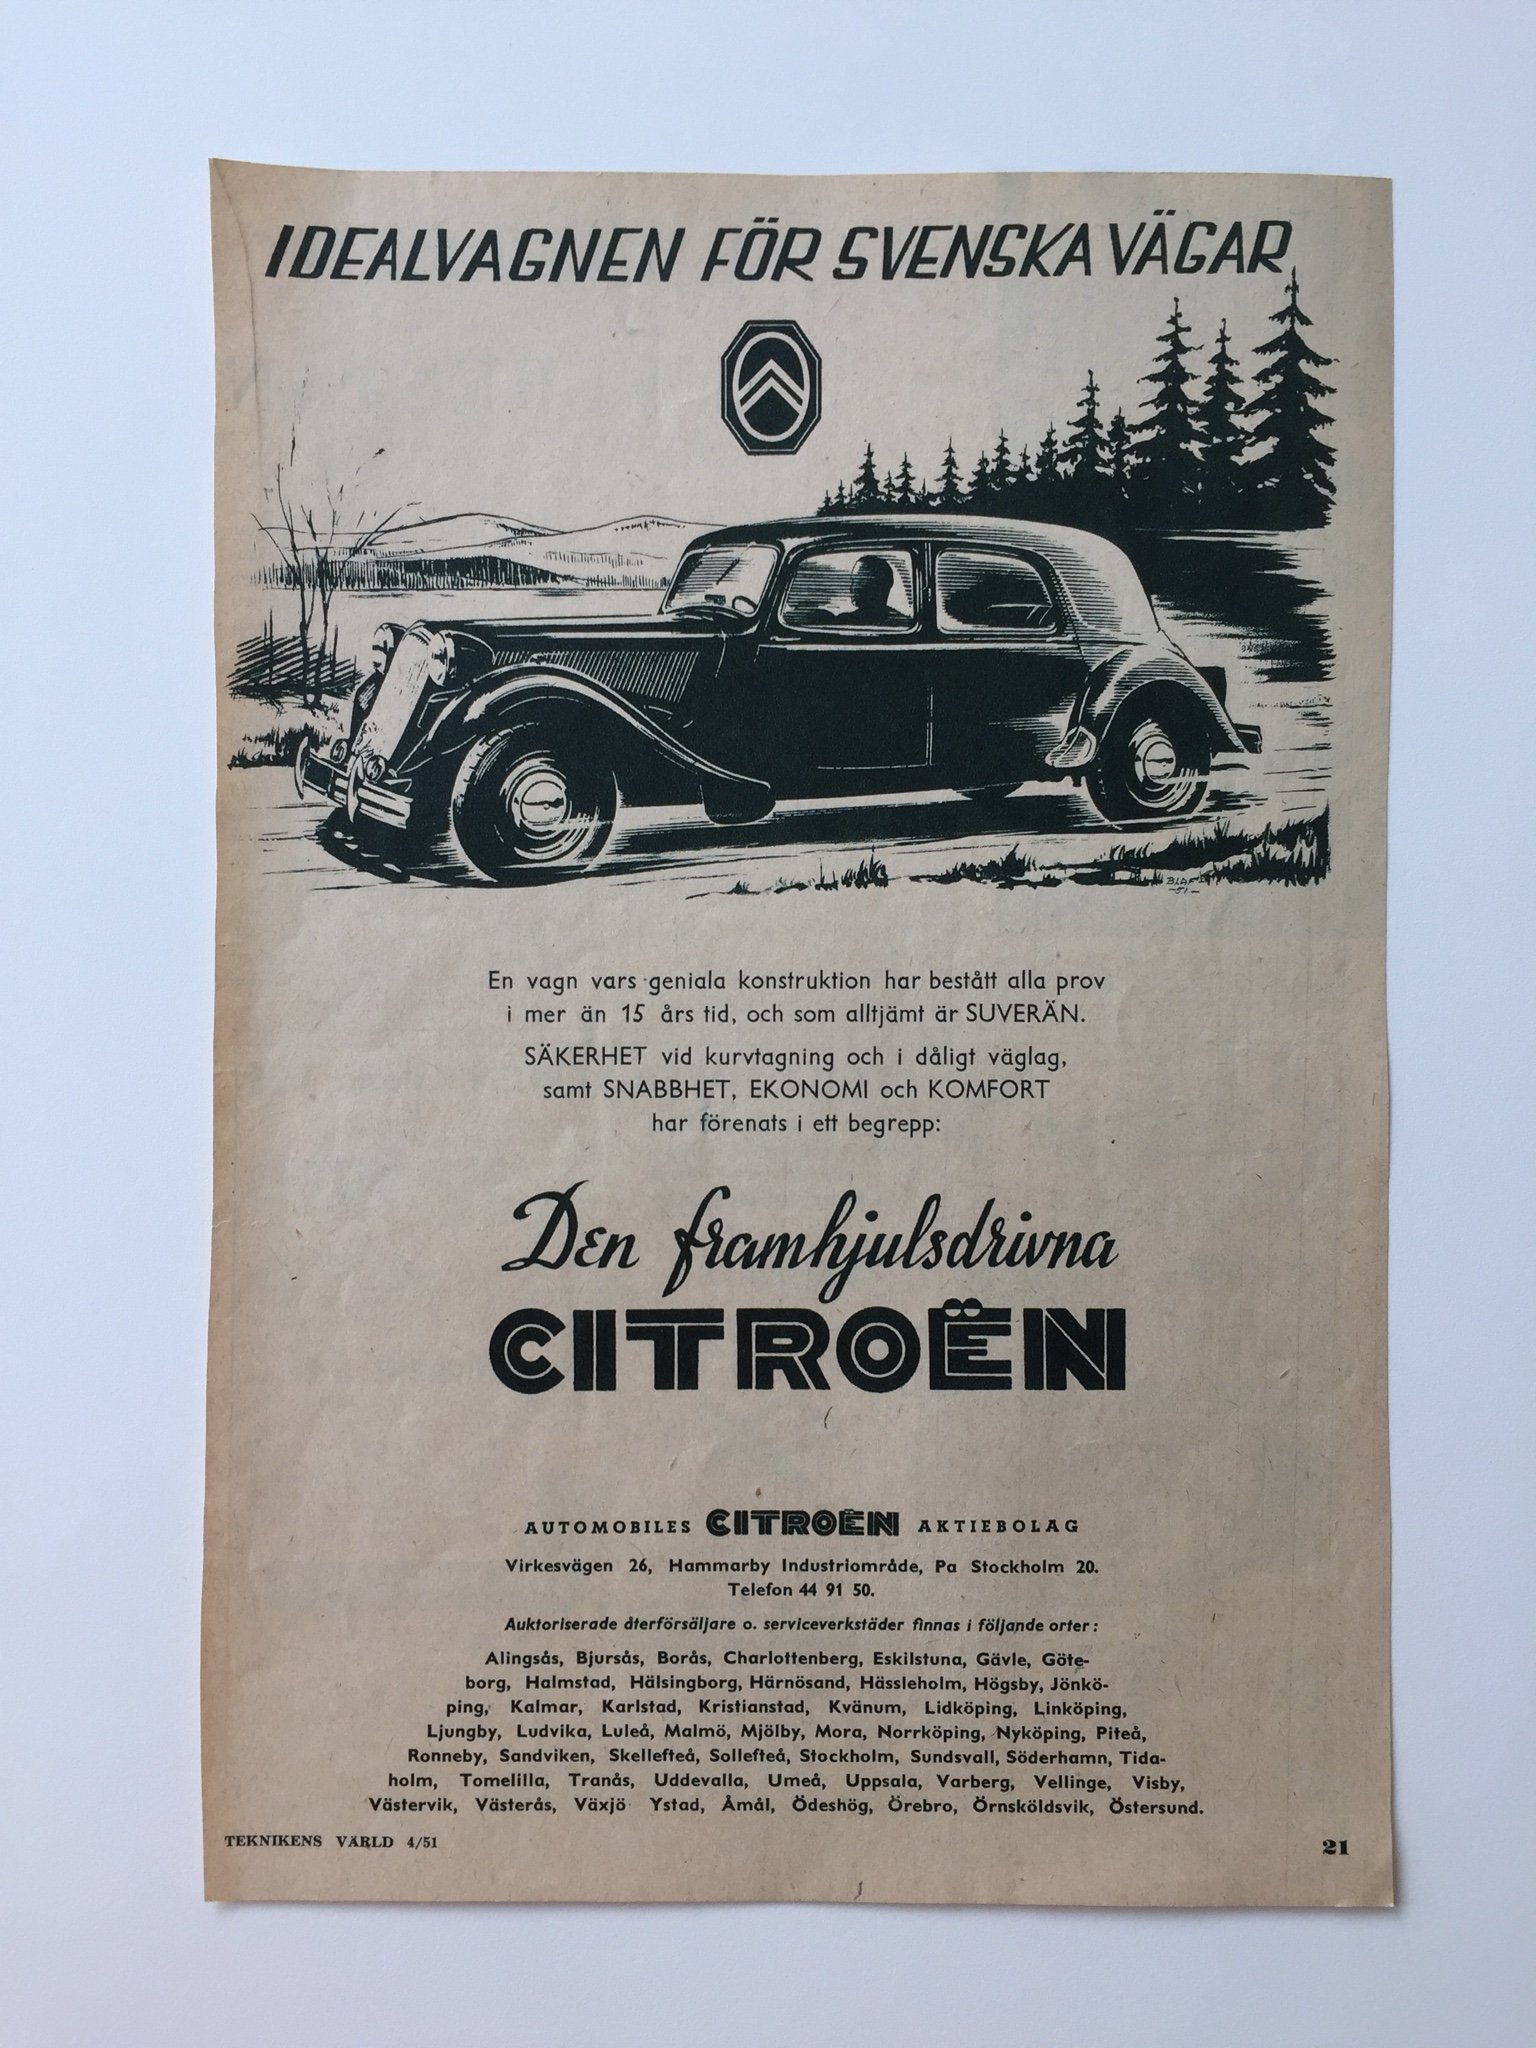 IDEALVAGNEN FÖR SVENSKA VÄGAR
-51-
En vagn vars geniala konstruktion har bestått alla prov
i mer än 15 års tid, och som alltjämt är SUVERÄN.
SÄKERHET vid kurvtagning och i dåligt väglag,
samt SNABBHET, EKONOMI och KOMFORT
har förenats i ett begrepp:
Den framhjulsdrivna
CITROËN
AUTOMOBILES CITROËN AKTIEBOLAG
Virkesvägen 26, Hammarby Industriområde, Pa Stockholm 20.
Telefon 44 91 50.
Auktoriserade återförsäljare o. serviceverkstäder finnas i följande orter:
Alingsås, Bjursås, Borås, Charlottenberg, Eskilstuna, Gävle, Göte-
borg, Halmstad, Hälsingborg, Härnösand, Hässleholm, Högsby, Jönkö-
ping, Kalmar, Karlstad, Kristianstad, Kvänum, Lidköping, Linköping,
Ljungby, Ludvika, Luleå, Malmö, Mjölby, Mora, Norrköping, Nyköping, Piteå,
Ronneby, Sandviken, Skellefteå, Sollefteå, Stockholm, Sundsvall, Söderhamn, Tida-
holm, Tomelilla, Tranås, Uddevalla, Umeå, Uppsala, Varberg, Vellinge, Visby,
Västervik, Västerås, Växjö Ystad, Åmål, Ödeshög, Örebro, Örnsköldsvik, Östersund.
TEKNIKENS VÄRLD 4/51
21